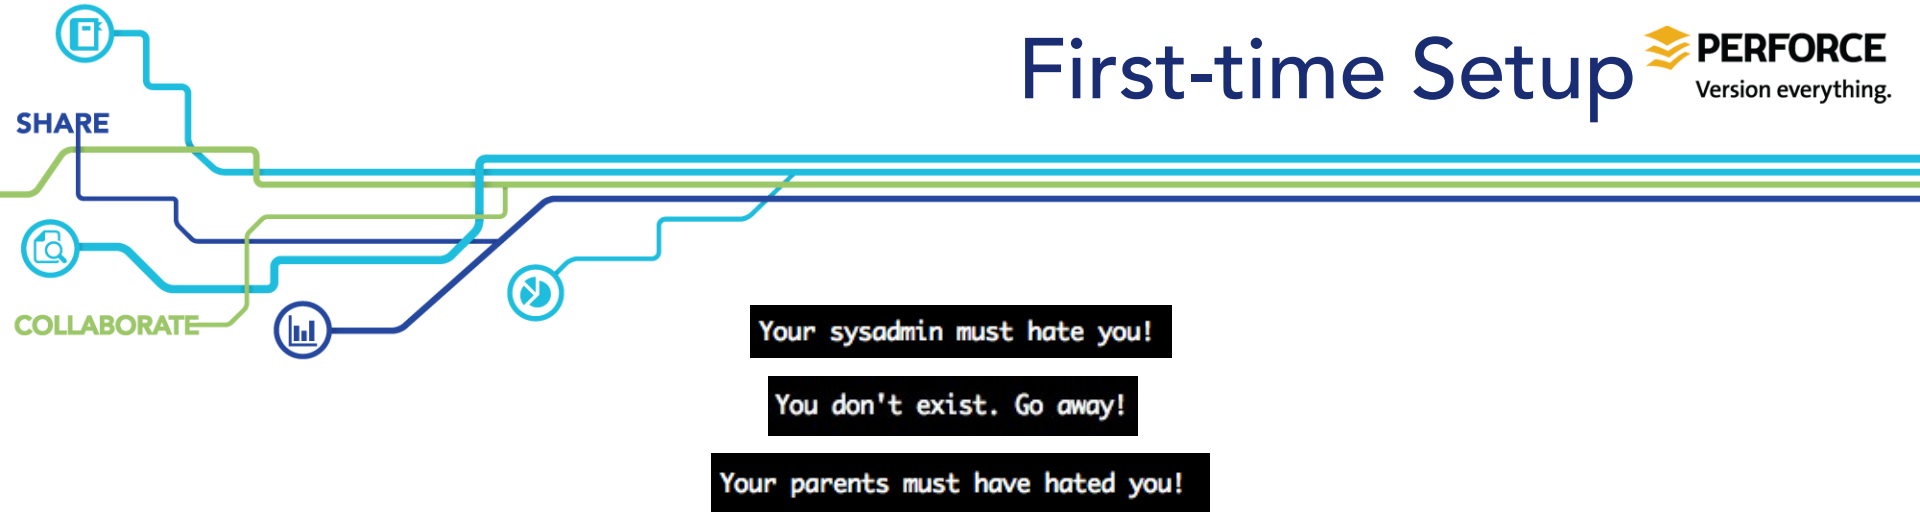 First-time Setup
PERFORCE
Version everything.
SHARE
COLLABORATE
Your sysadmin must hate you!
You don't exist. Go away!
Your parents must have hated you!